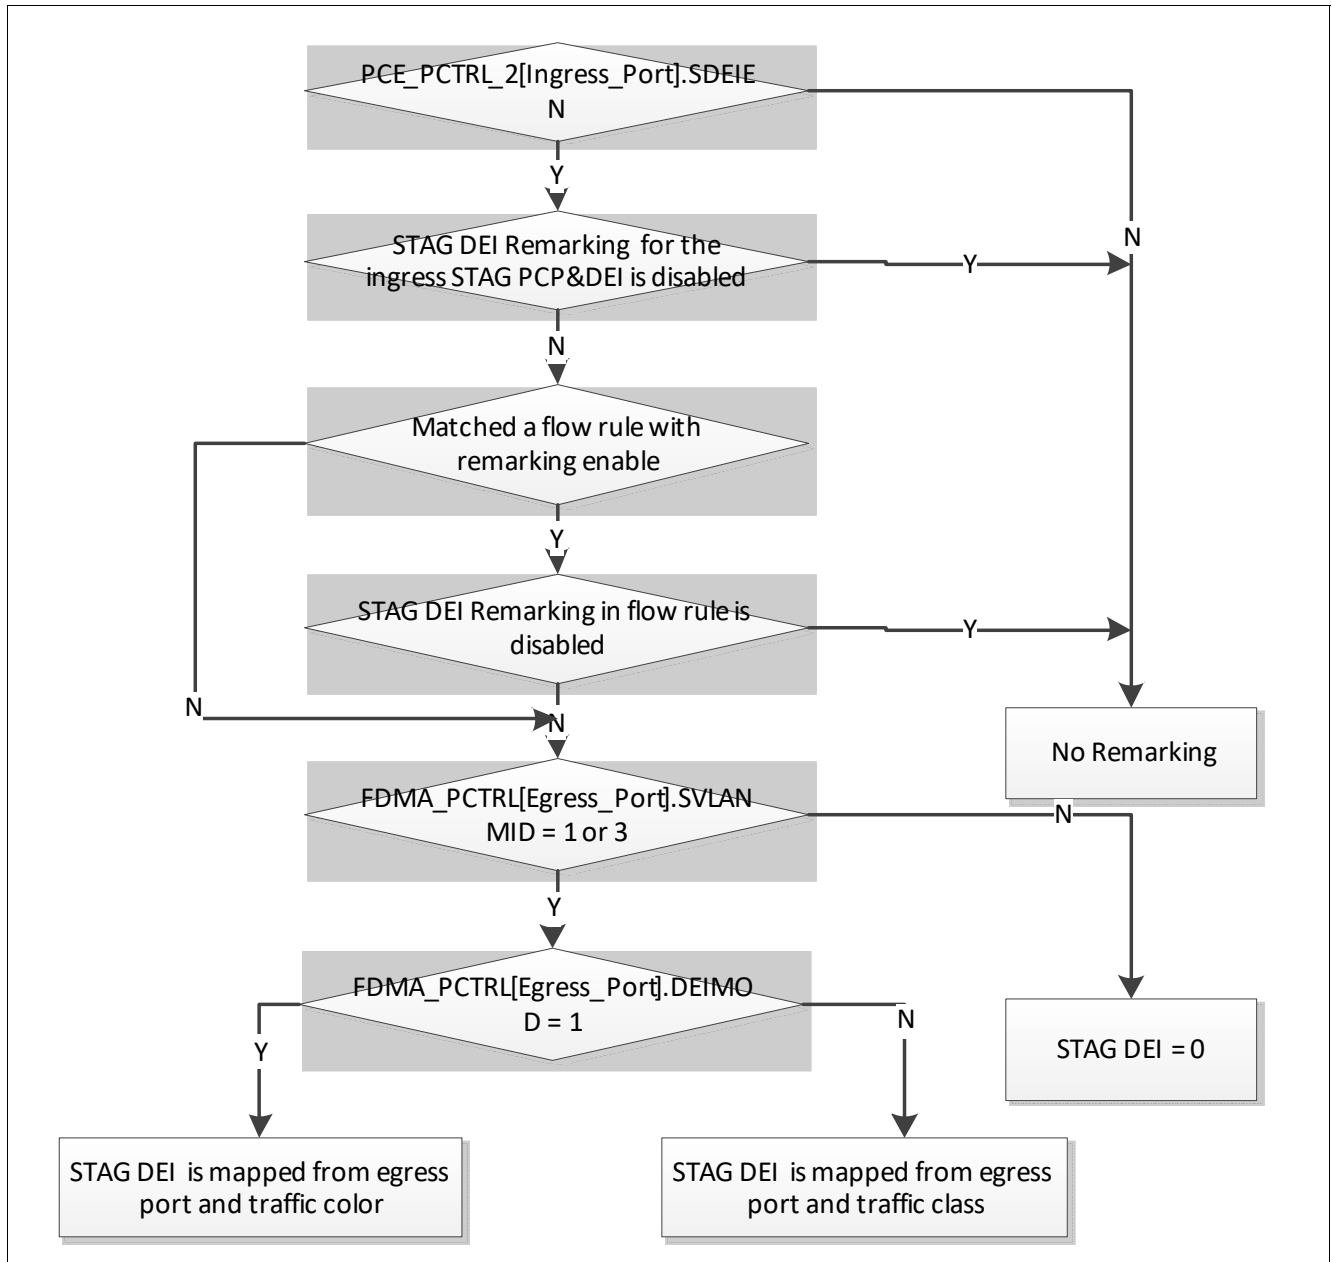 PCE_PCTRL_2[Ingress_Port].SDEIE
N
Y
N
STAG DEI Remarking for the
ingress STAG PCP&DEI is disabled
Y
N
Matched a flow rule with
remarking enable
Y
STAG DEI Remarking in flow rule is
disabled
Y
N
N
No Remarking
FDMA_PCTRL[Egress_Port].SVLAN
MID = 1 or 3
N
Y
FDMA_PCTRL[Egress_Port].DEIMO
D = 1
N
Y
STAG DEI = 0
STAG DEI is mapped from egress
port and traffic color
STAG DEI is mapped from egress
port and traffic class